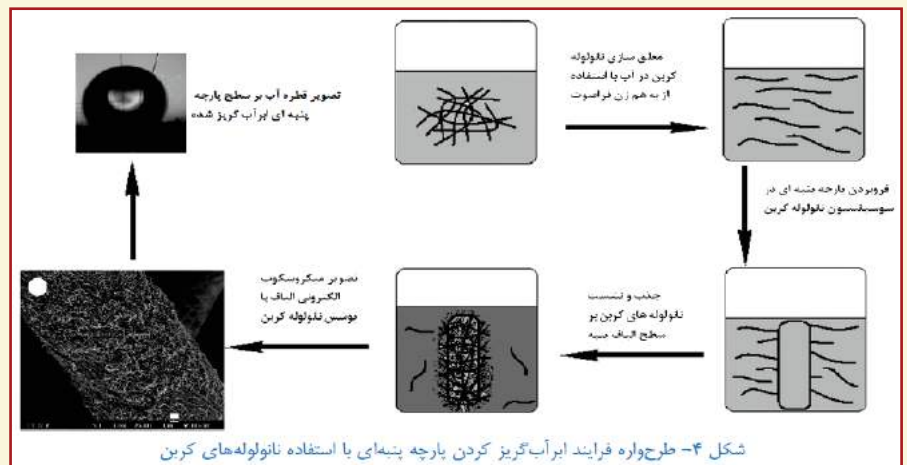 معلق سازی نانولوله
کربن در آب با استفاده
از به هم زن فراصوت
فروبردن پارچه پنبه ای در
سوسپانسیون نانولوله کربن
جذب و نشست
نانولوله های کربن بر
سطح الیاف پنبه
تصویر میکروسکوپ
الکترونی الیاف با
پوشش نانولوله کربن
تصویر قطره آب بر سطح پارچه
پنبه ای ابرآب گریز شده
شکل ۴- طرح‌واره فرایند ابرآب‌گریز کردن پارچه پنبه‌ای با استفاده نانولوله‌های کربن